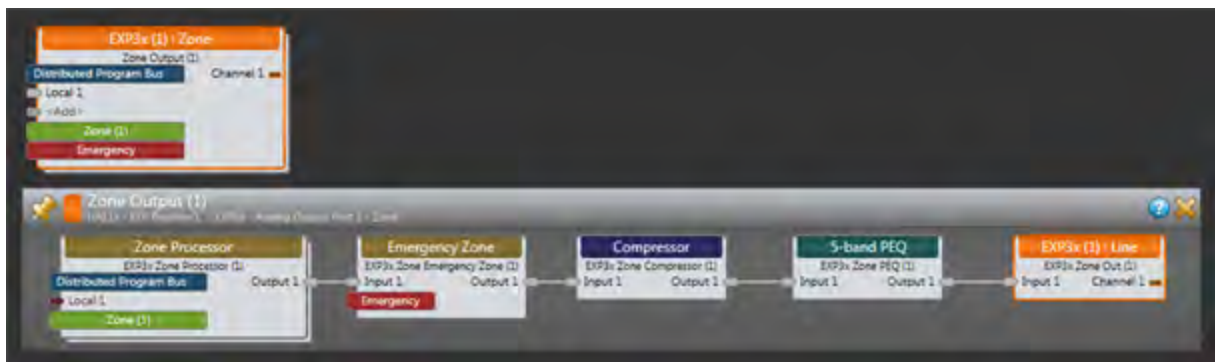 EXP3x (1) : Zone
Zone Output (1)
Distributed Program Bus
Channel 1
Local 1
<Add>
Zone (1)
Emergency
Zone Output (1)
Zone Processor
EXP3x Zone Processor (1)
Distributed Program Bus
Output 1
Local 1
Zone (1)
Emergency Zone
EXP3x Zone Emergency Zone (1)
Input 1
Output 1
Emergency
Compressor
EXP3x Zone Compressor (1)
Input 1
Output 1
5-band PEQ
EXP3x Zone PEQ (1)
Input 1
Output 1
EXP3x (1) : Line
EXP3x Zone Out (1)
Input 1
Channel 1